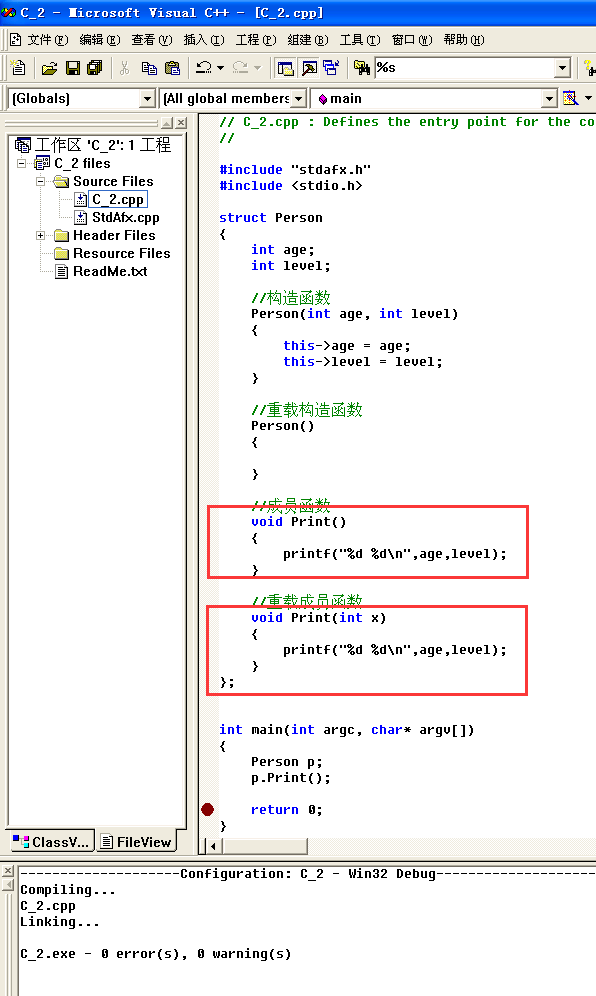 C_2 - Microsoft Visual C++ - [C_2.cpp]
文件(F) 编辑(E) 查看(V) 插入(I) 工程(P) 组建(B) 工具(T) 窗口(W) 帮助(H)
%s
(Globals) (All global members main
工作区 'C_2': 1 工程
C_2 files
Source Files
C_2.cpp
StdAfx.cpp
Header Files
Resource Files
ReadMe.txt
ClassV... FileView
// C_2.cpp : Defines the entry point for the co
//
#include "stdafx.h"
#include <stdio.h>
struct Person
{
int age;
int level;
//构造函数
Person(int age, int level)
{
this->age = age;
this->level = level;
}
//重载构造函数
Person()
{
}
//成员函数
void Print()
{
printf("%d %d\n",age,level);
}
//重载成员函数
void Print(int x)
{
printf("%d %d\n",age,level);
}
};
int main(int argc, char* argv[])
{
Person p;
p.Print();
return 0;
}
--------------------Configuration: C_2 - Win32 Debug--------------------
Compiling...
C_2.cpp
Linking...
C_2.exe - 0 error(s), 0 warning(s)